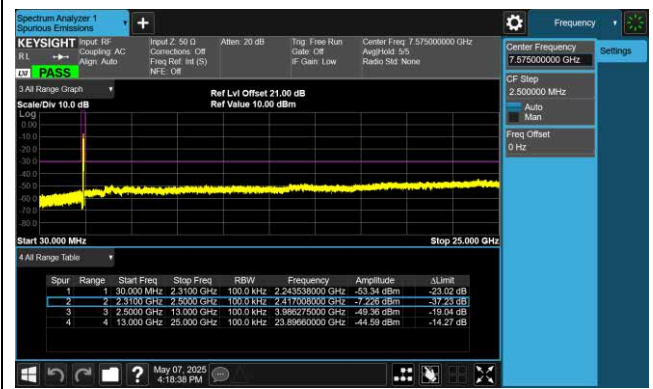 Spectrum Analyzer 1
Spurious Emissions
Frequency
KEYSIGHT
Input: RF
Coupling: AC
Align: Auto
Input Z: 50 Ω
Corrections: Off
Freq Ref: Int (S)
NFE: Off
Atten: 20 dB
Trig: Free Run
Gate: Off
IF Gain: Low
Center Freq: 7.575000000 GHz
Avg|Hold: 5/5
Radio Std: None
R L
LXI PASS
Center Frequency
7.575000000 GHz
Settings
CF Step
2.500000 MHz
Auto
Man
Freq Offset
0 Hz
3 All Range Graph
Scale/Div 10.0 dB
Ref Lvl Offset 21.00 dB
Ref Value 10.00 dBm
Log
0.00
-10.0
-20.0
-30.0
-40.0
-50.0
-60.0
-70.0
-80.0
Start 30.000 MHz
Stop 25.000 GHz
4 All Range Table
Spur Range Start Freq Stop Freq RBW Frequency Amplitude ΔLimit
1 1 30.000 MHz 2.3100 GHz 100.0 kHz 2.243538000 GHz -53.34 dBm -23.02 dB
2 2 2.3100 GHz 2.5000 GHz 100.0 kHz 2.417008000 GHz -7.226 dBm -37.23 dB
3 3 2.5000 GHz 13.000 GHz 100.0 kHz 3.986275000 GHz -49.36 dBm -19.04 dB
4 4 13.000 GHz 25.000 GHz 100.0 kHz 23.89660000 GHz -44.59 dBm -14.27 dB
May 07, 2025
4:18:38 PM